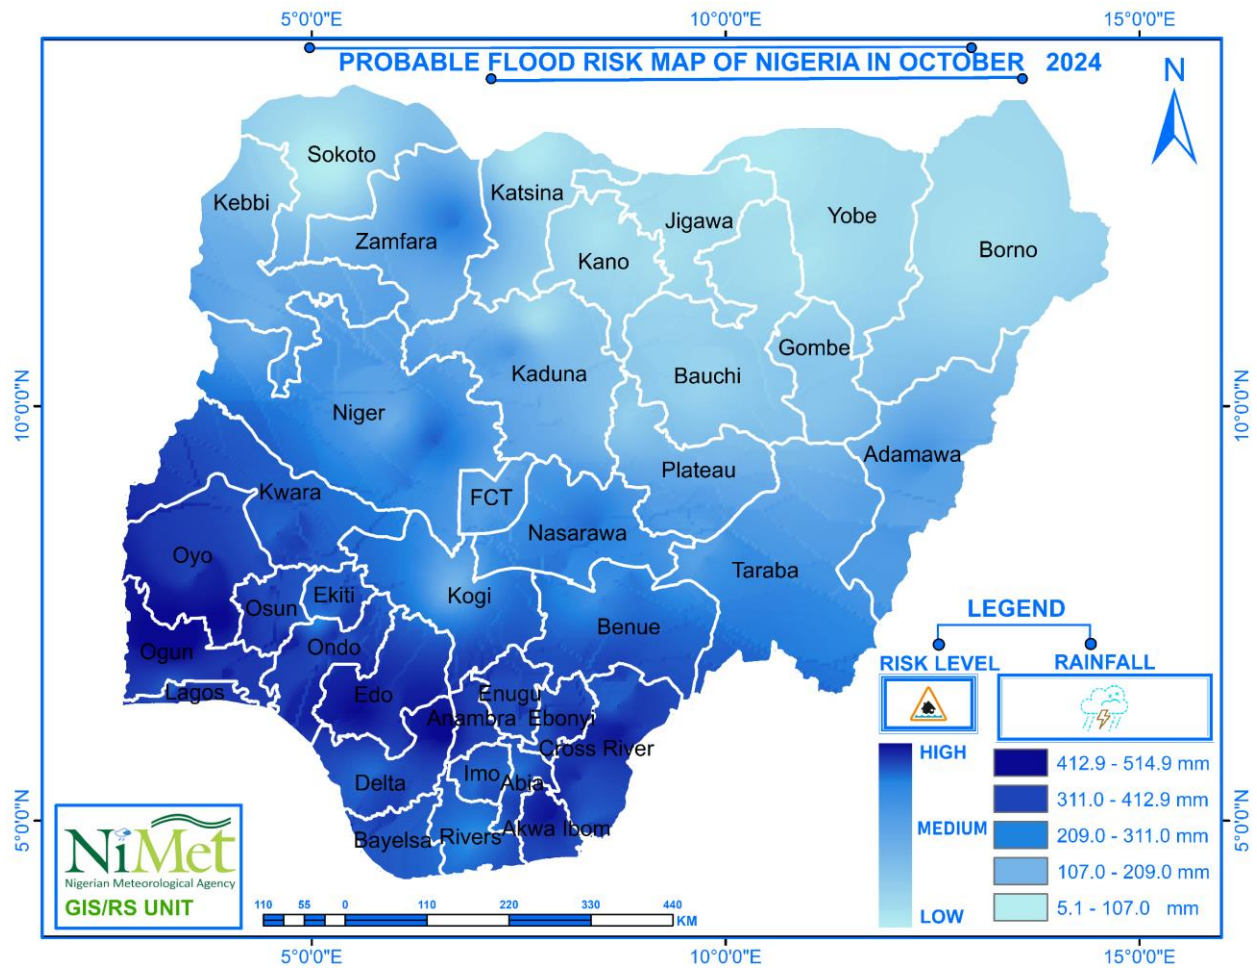 5°0'0"E 10°0'0"E 15°0'0"E
PROBABLE FLOOD RISK MAP OF NIGERIA IN OCTOBER 2024
N
Sokoto
Kebbi
Katsina
Zamfara
Jigawa
Yobe
Kano
Borno
Gombe
Kaduna
Bauchi
10°0'0"N
10°0'0"N
Niger
Adamawa
Plateau
Kwara
FCT
Nasarawa
Oyo
Taraba
Osun
Ekiti
Kogi
Benue
Ogun
Ondo
Lagos
Edo
Enugu
Anambra
Ebonyi
Cross River
Delta
Imo
Abia
Bayelsa
Rivers
Akwa Ibom
5°0'0"N
5°0'0"N
LEGEND
RISK LEVEL
RAINFALL
HIGH
MEDIUM
LOW
412.9 - 514.9 mm
311.0 - 412.9 mm
209.0 - 311.0 mm
107.0 - 209.0 mm
5.1 - 107.0 mm
NiMet
Nigerian Meteorological Agency
GIS/RS UNIT
110 55 0 110 220 330 440
KM
5°0'0"E 10°0'0"E 15°0'0"E